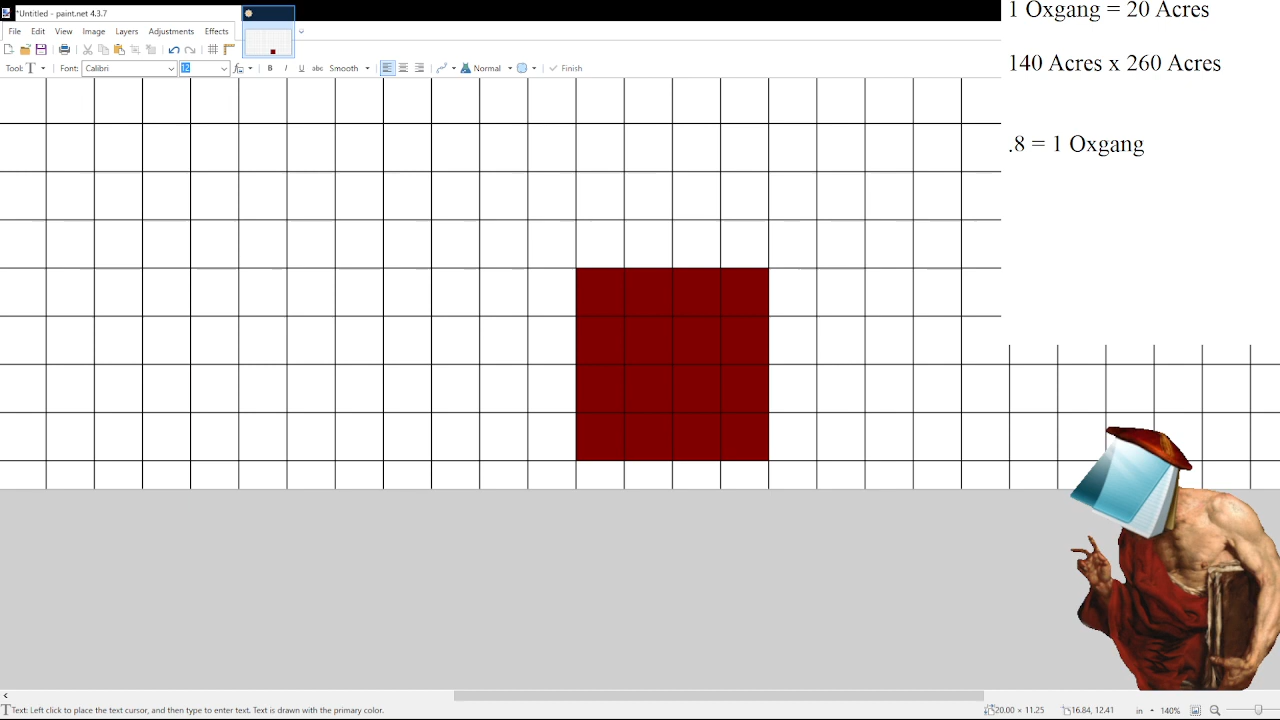 *Untitled - paint.net 4.3.7
File Edit View Image Layers Adjustments Effects
Tool: T Font: Calibri 12 B I U abc Smooth Normal Finish
1 Oxgang = 20 Acres
140 Acres x 260 Acres
.8 = 1 Oxgang
Text: Left click to place the text cursor, and then type to enter text. Text is drawn with the primary color. 20.00 × 11.25 16.84, 12.41 in 140%